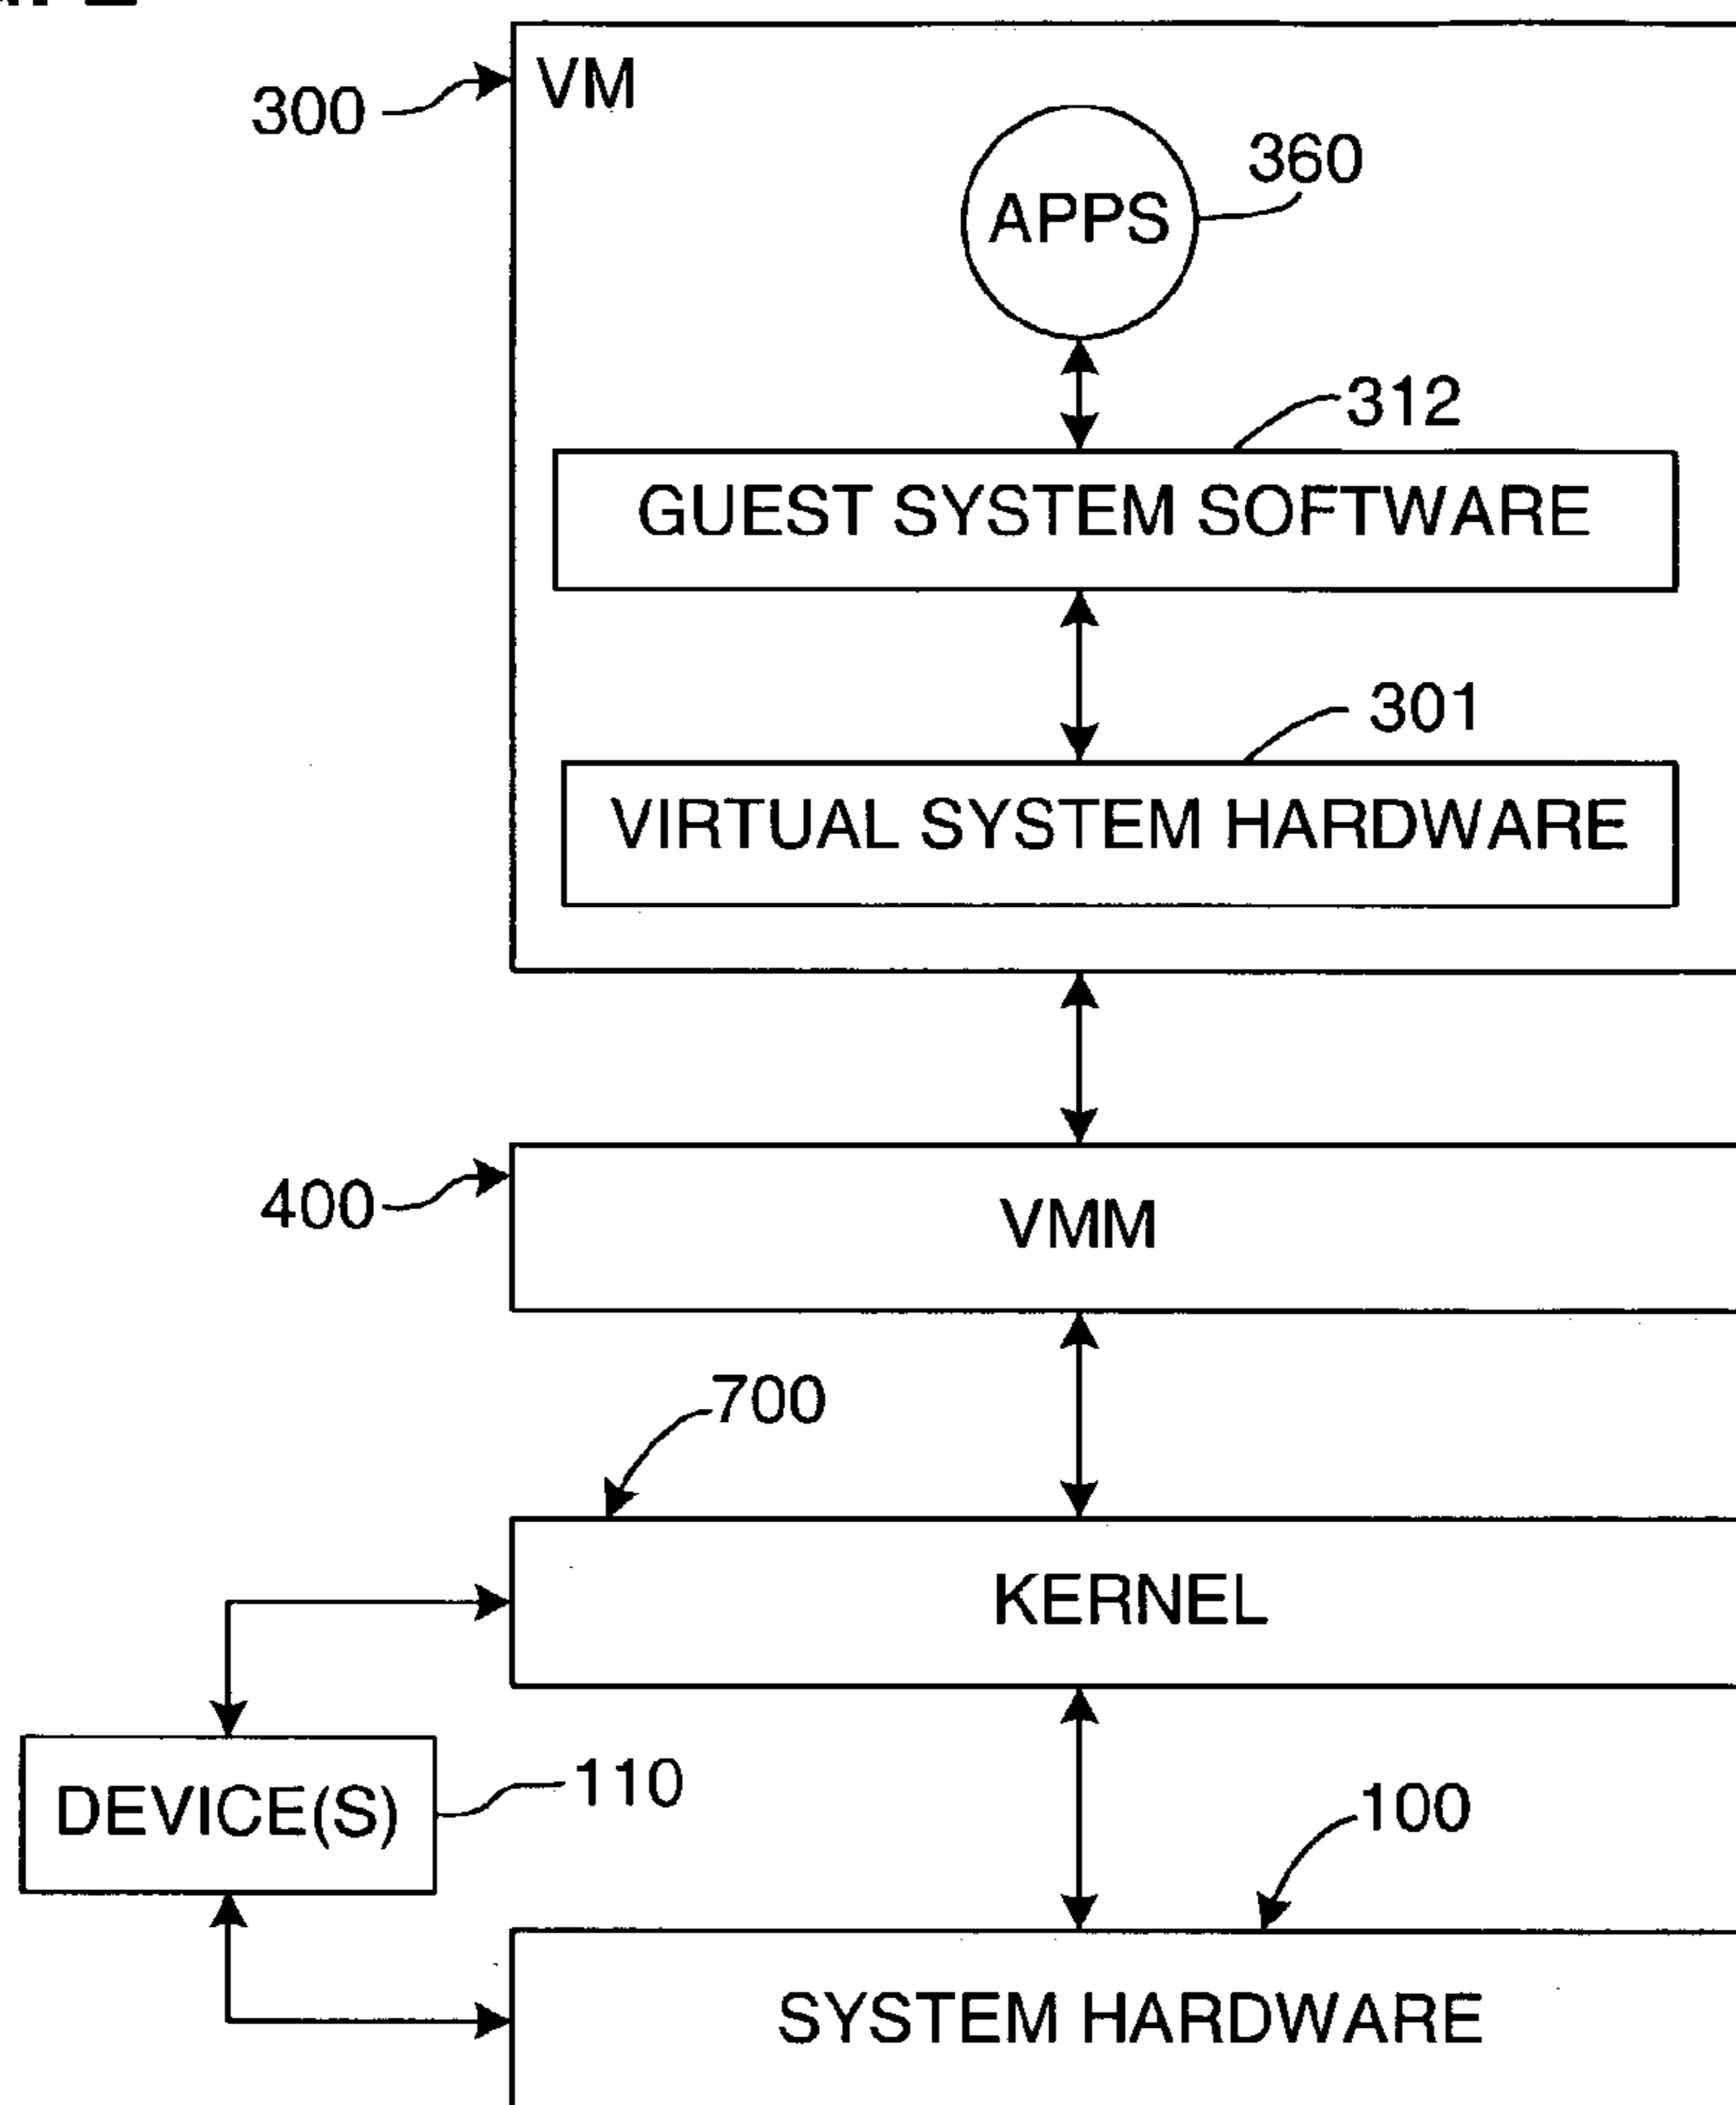 VM
300
360
APPS
312
GUEST SYSTEM SOFTWARE
301
VIRTUAL SYSTEM HARDWARE
400
VMM
700
KERNEL
110
DEVICE(S)
100
SYSTEM HARDWARE